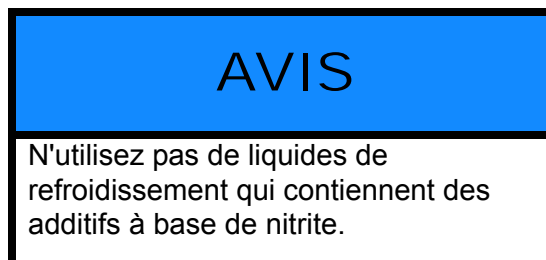 AVIS
N'utilisez pas de liquides de
refroidissement qui contiennent des
additifs à base de nitrite.